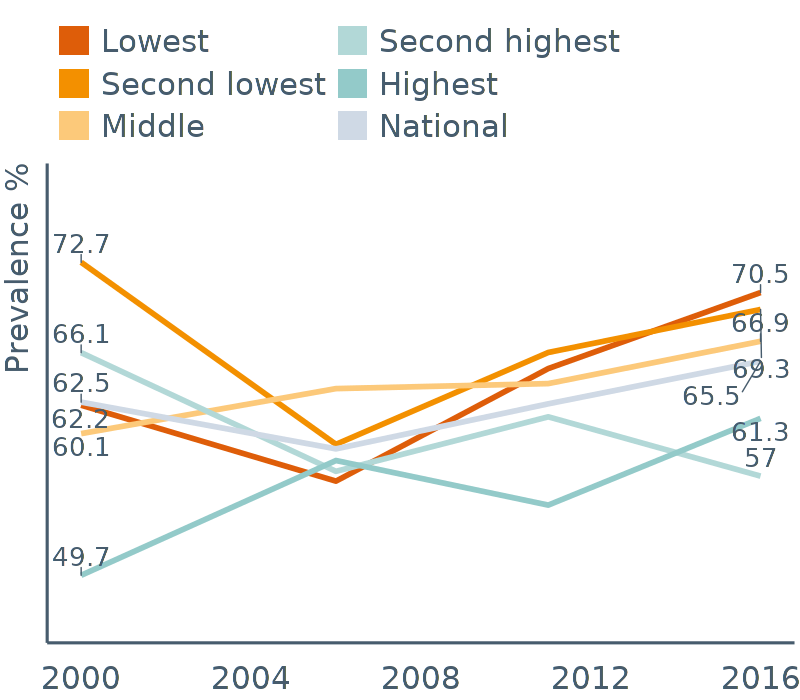 Lowest
Second highest
Second lowest
Highest
Middle
National
Prevalence %
72.7
66.1
62.5
62.2
60.1
49.7
70.5
66.9
69.3
65.5
61.3
57
2000 2004 2008 2012 2016